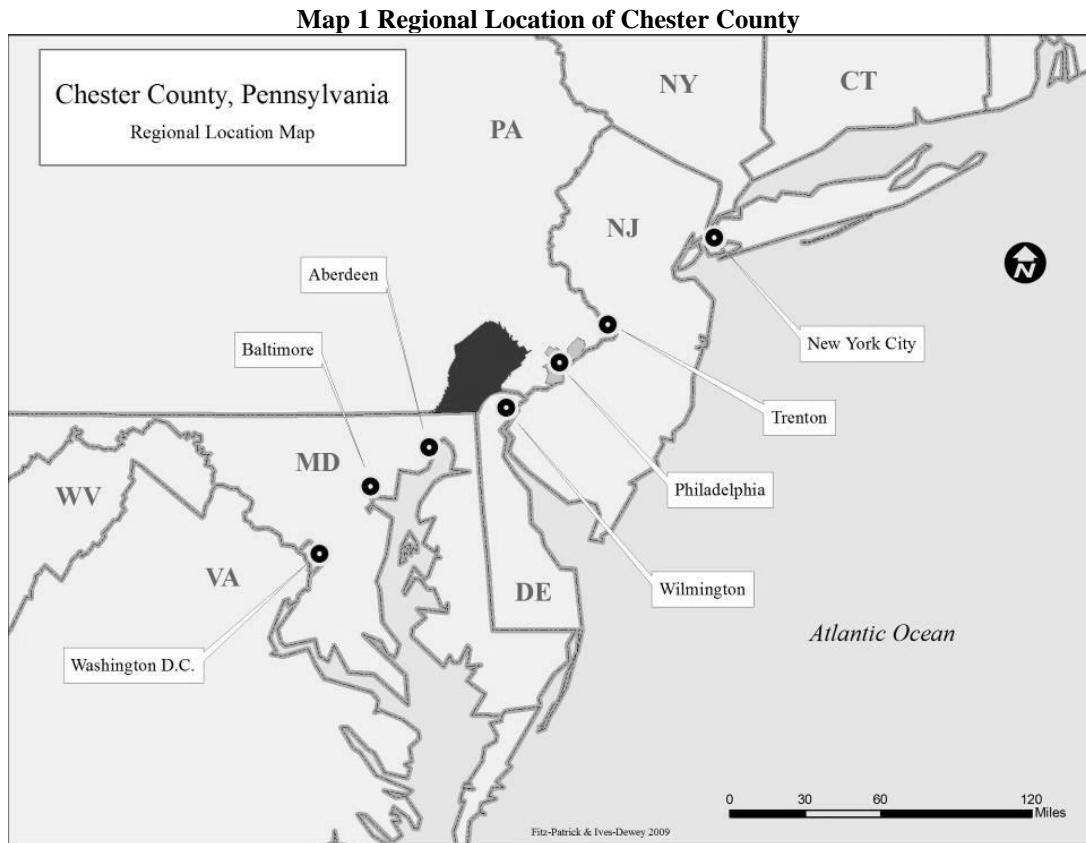 Map 1 Regional Location of Chester County
Chester County, Pennsylvania
Regional Location Map
NY
CT
PA
NJ
Aberdeen
Baltimore
New York City
Trenton
MD
WV
Philadelphia
VA
DE
Wilmington
Washington D.C.
Atlantic Ocean
N
0 30 60 120
Miles
Fitz-Patrick & Ives-Dewey 2009